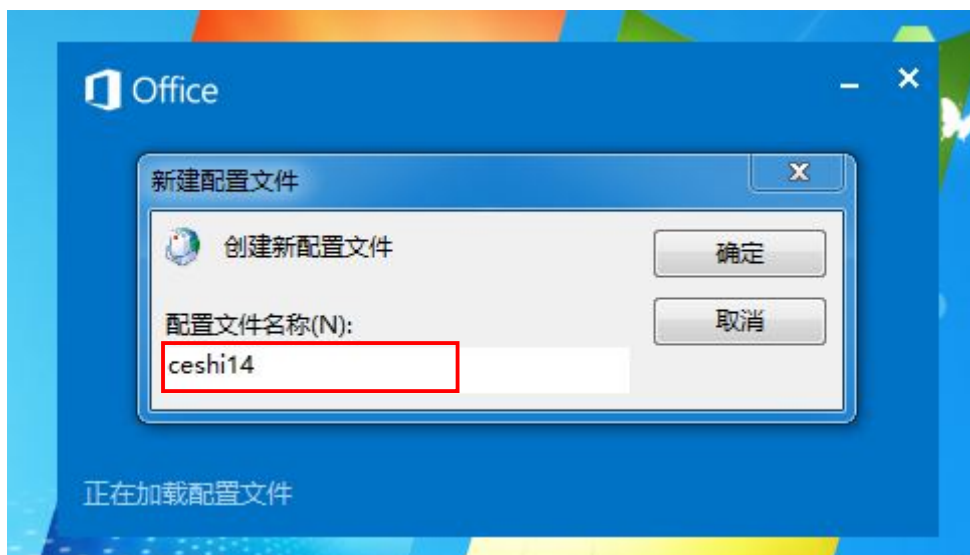 Office
新建配置文件
创建新配置文件
确定
配置文件名称(N):
取消
ceshi14
正在加载配置文件